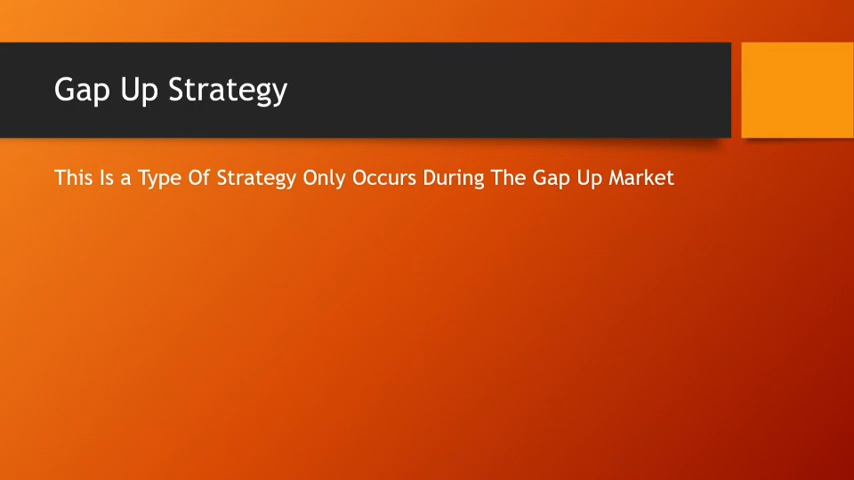 Gap Up Strategy
This Is a Type Of Strategy Only Occurs During The Gap Up Market